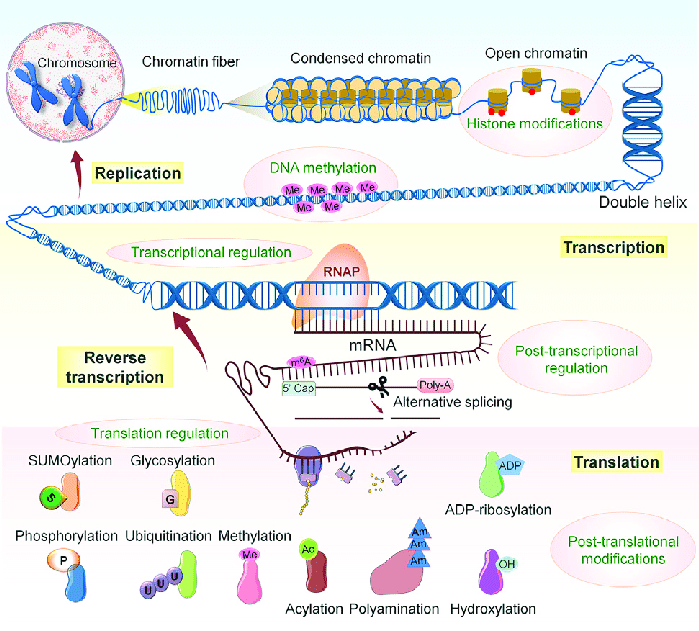 Chromosome
Chromatin fiber
Condensed chromatin
Open chromatin
Histone modifications
Replication
DNA methylation
Me Me Me Me
Me Me
Double helix
Transcriptional regulation
Transcription
RNAP
mRNA
Reverse
transcription
m⁶A
Post-transcriptional
regulation
5' Cap
Poly-A
Alternative splicing
Translation regulation
Translation
SUMOylation
Glycosylation
S
G
ADP
ADP-ribosylation
Phosphorylation
Ubiquitination
Methylation
Post-translational
modifications
P
U U U
Me
Ac
Am
Am
Am
OH
Acylation
Polyamination
Hydroxylation